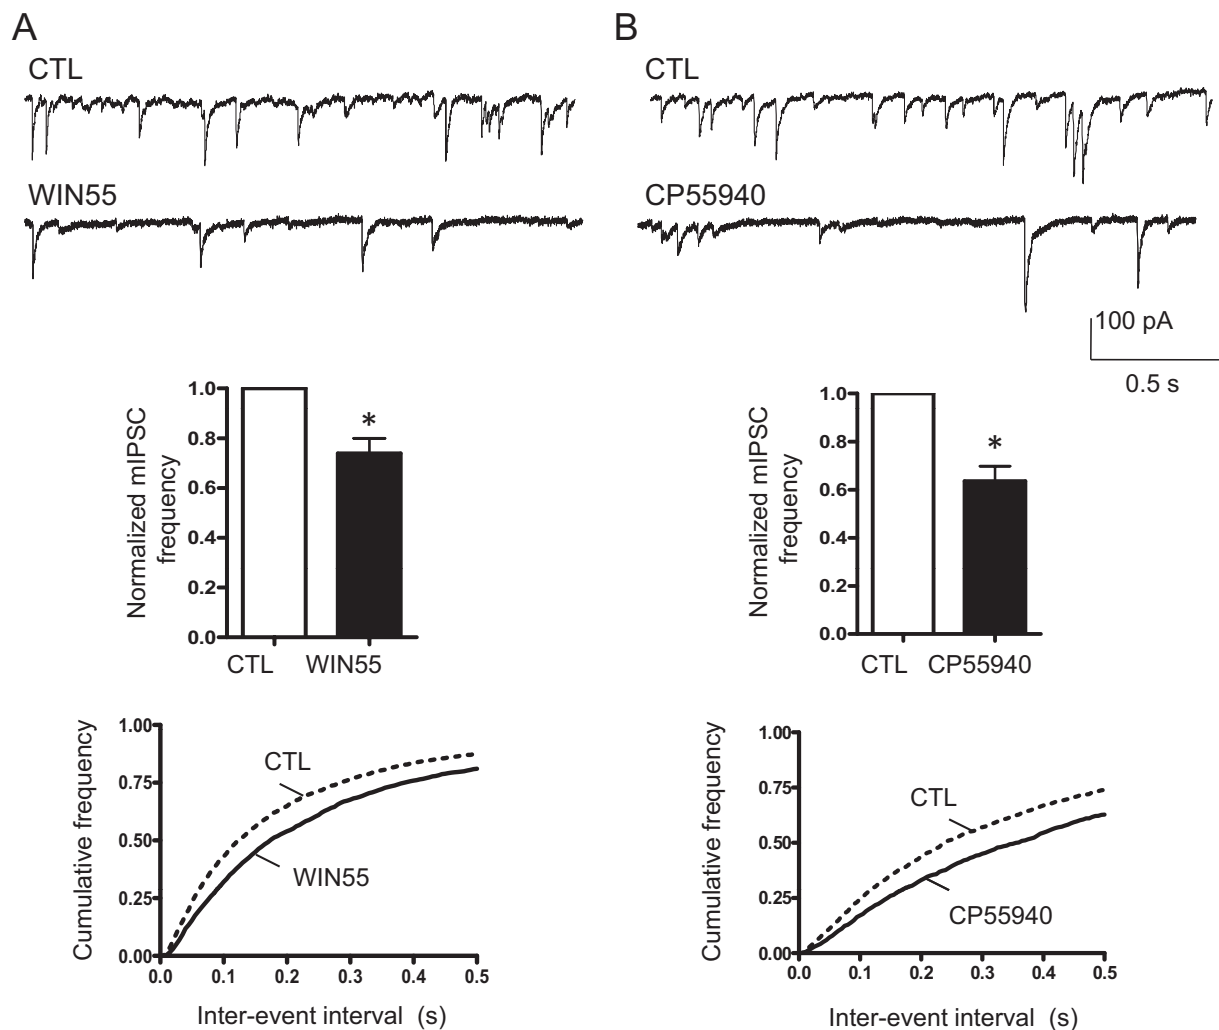 A
CTL
WIN55
B
CTL
CP55940
100 pA
0.5 s
Normalized mIPSC
frequency
1.0
0.8
0.6
0.4
0.2
0.0
*
CTL
WIN55
Normalized mIPSC
frequency
1.0
0.8
0.6
0.4
0.2
0.0
*
CTL
CP55940
Cumulative frequency
1.00
0.75
0.50
0.25
0.00
CTL
WIN55
0.0 0.1 0.2 0.3 0.4 0.5
Inter-event interval (s)
Cumulative frequency
1.00
0.75
0.50
0.25
0.00
CTL
CP55940
0.0 0.1 0.2 0.3 0.4 0.5
Inter-event interval (s)